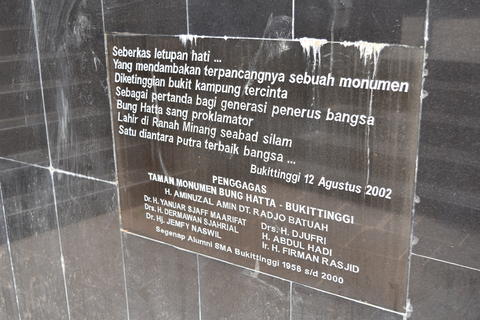 Seberkas letupan hati ...
Yang mendambakan terpancangnya sebuah monumen
Diketinggian bukit kampung tercinta
Sebagai pertanda bagi generasi penerus bangsa
Bung Hatta sang proklamator
Lahir di Ranah Minang seabad silam
Satu diantara putra terbaik bangsa ...
Bukittinggi 12 Agustus 2002
PENGGAGAS
TAMAN MONUMEN BUNG HATTA - BUKITTINGGI
H. AMINUZAL AMIN DT. RADJO BATUAH
Dr. H. YANUAR SJAFF MAARIFAT Drs. H. DJUFRI
Drs. H. DERMAWAN SJAHRIAL H. ABDUL HADI
Dr. Hj. JEMFY NASWIL Ir. H. FIRMAN RASJID
Segenap Alumni SMA Bukittinggi 1958 s/d 2000